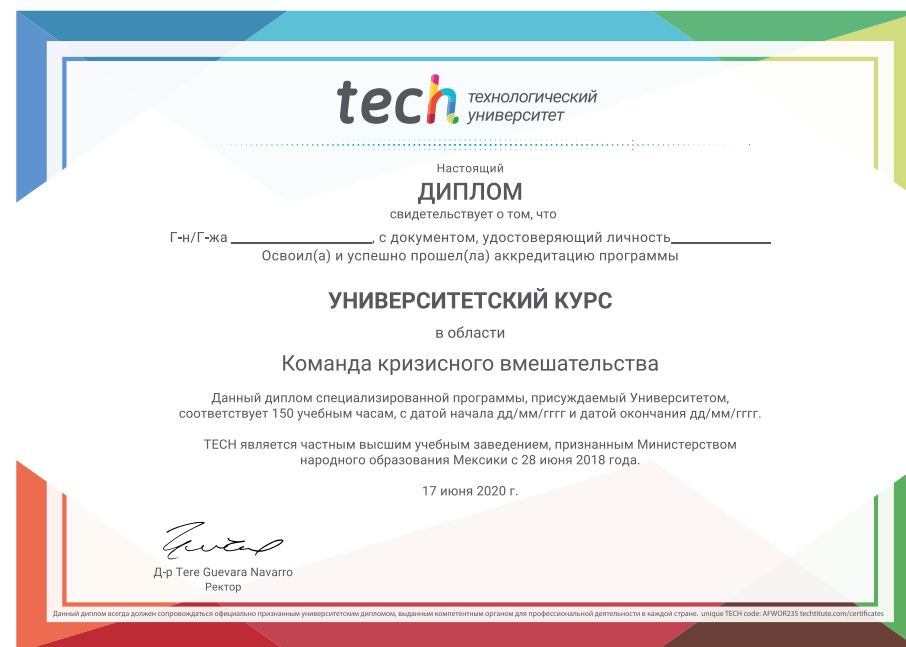 tech технологический
университет
Настоящий
ДИПЛОМ
свидетельствует о том, что
Г-н/Г-жа ____________________, с документом, удостоверяющий личность______________
Освоил(а) и успешно прошел(ла) аккредитацию программы
УНИВЕРСИТЕТСКИЙ КУРС
в области
Команда кризисного вмешательства
Данный диплом специализированной программы, присуждаемый Университетом,
соответствует 150 учебным часам, с датой начала дд/мм/гггг и датой окончания дд/мм/гггг.
TECH является частным высшим учебным заведением, признанным Министерством
народного образования Мексики с 28 июня 2018 года.
17 июня 2020 г.
Д-р Tere Guevara Navarro
Ректор
Данный диплом всегда должен сопровождаться официально признанным университетским дипломом, выданным компетентным органом для профессиональной деятельности в каждой стране. unique TECH code: AFWOR23S techtitute.com/certificates